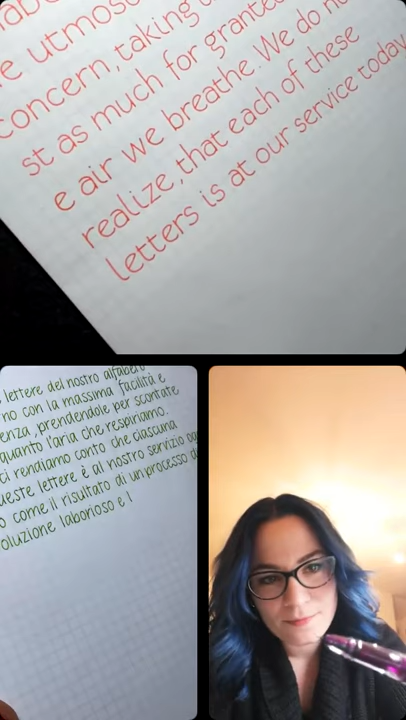 e utmos
concern, taking
st as much for grante
e air we breathe. We do
realize, that each of these
letters is at our service today
lettere del nostro alfabe
no con la massima facilità e
enza, prendendole per scontate
quanto l'aria che respiriamo.
ci rendiamo conto che ciascuna
ueste lettere è al nostro servizio og
o come il risultato di un processo d
oluzione laborioso e l